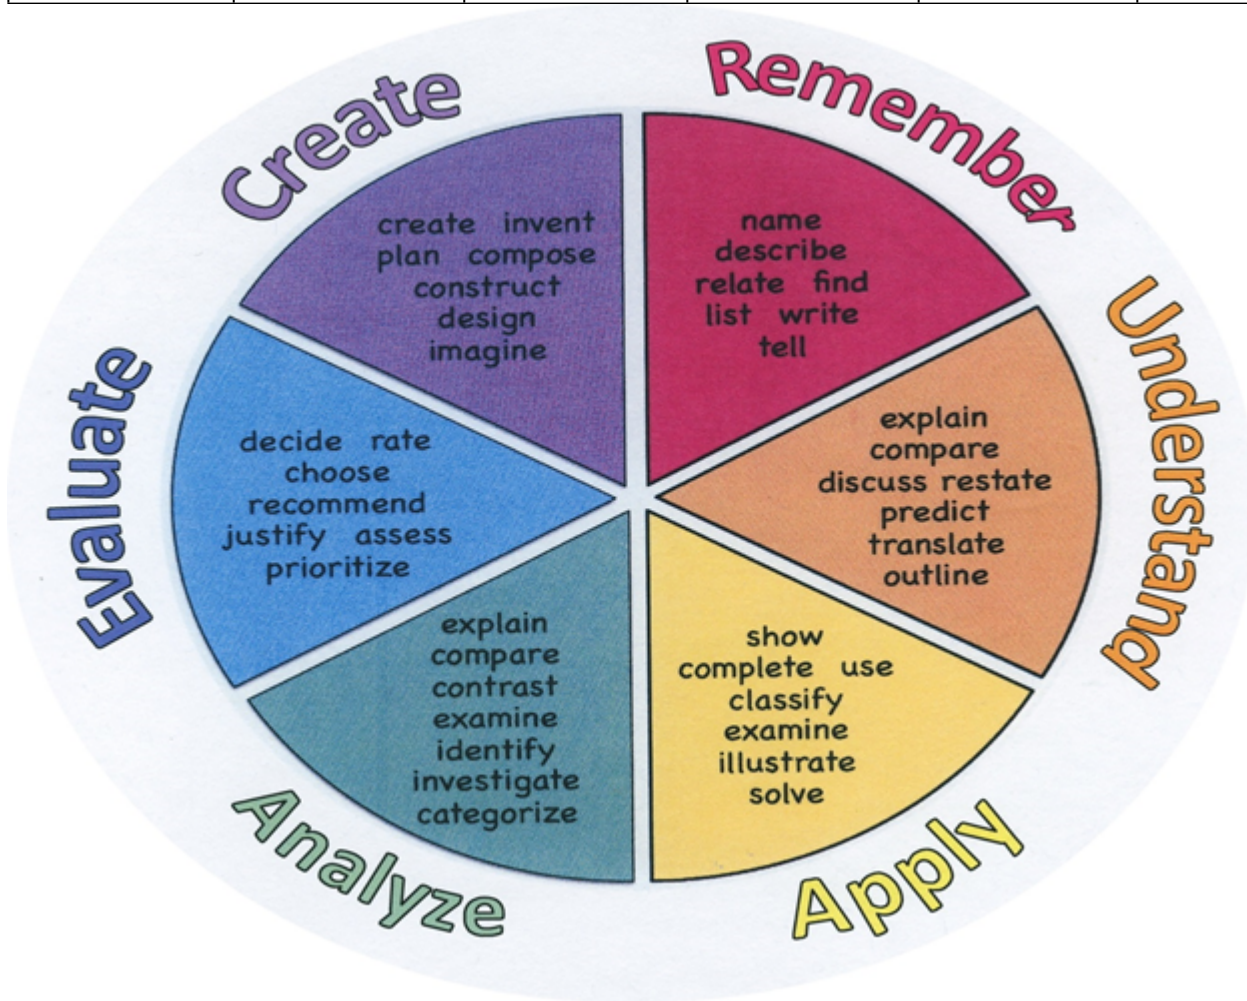 Remember
name
describe
relate find
list write
tell
Understand
explain
compare
discuss restate
predict
translate
outline
Apply
show
complete use
classify
examine
illustrate
solve
Analyze
explain
compare
contrast
examine
identify
investigate
categorize
Evaluate
decide rate
choose
recommend
justify assess
prioritize
Create
create invent
plan compose
construct
design
imagine